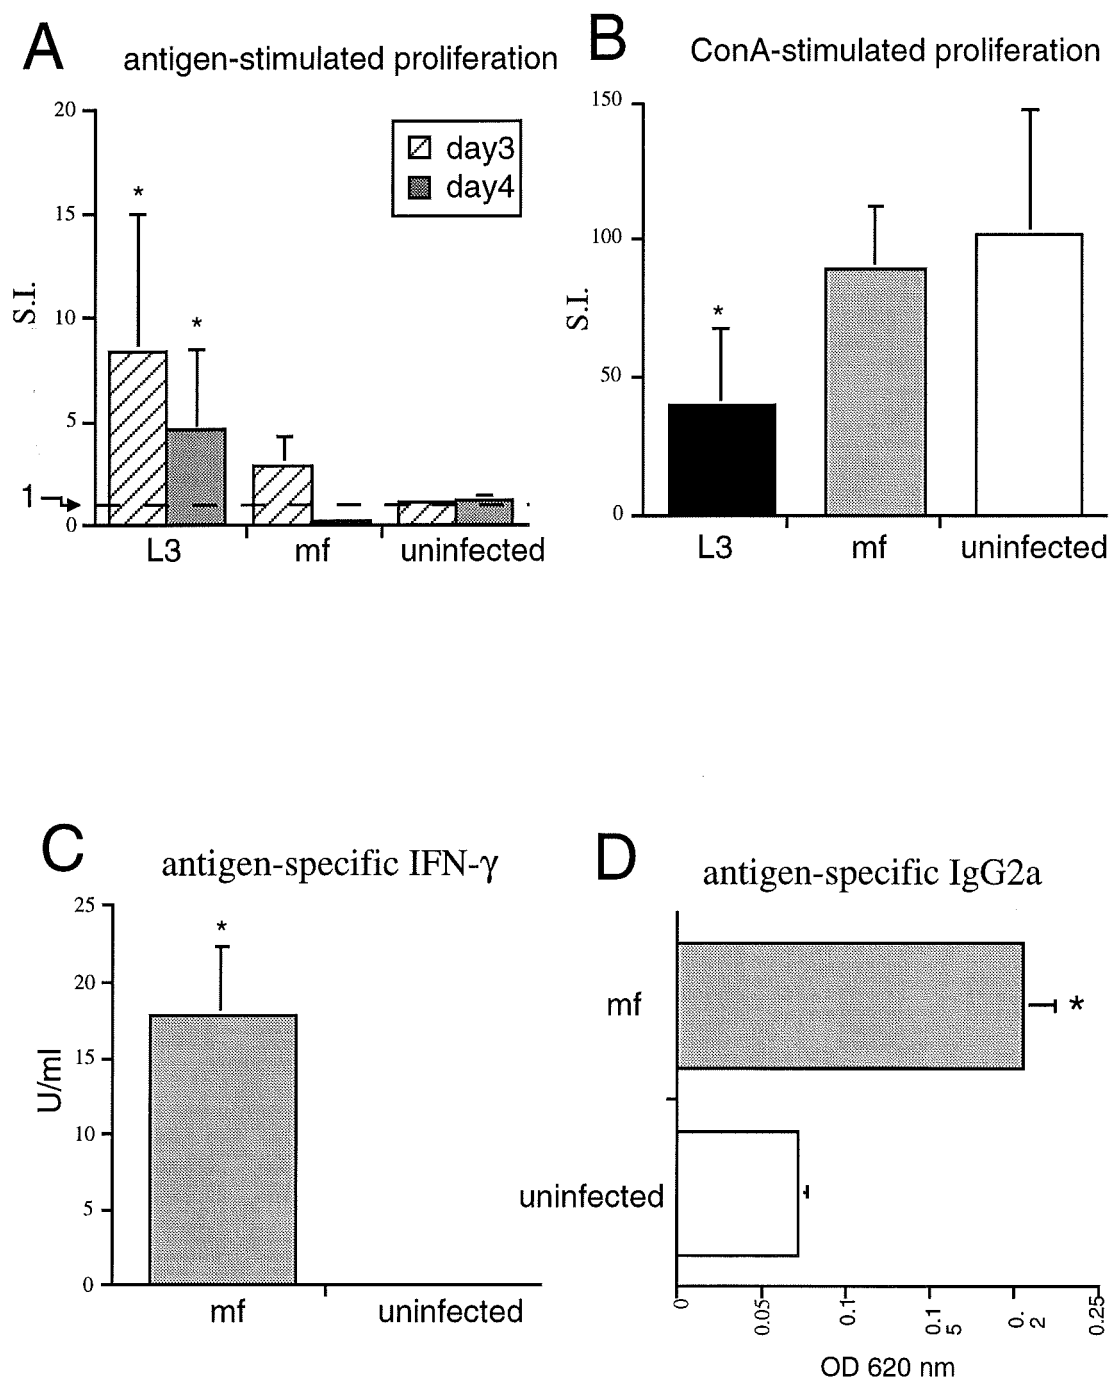 A
antigen-stimulated proliferation
20
15
10
5
1
0
S.I.
day3
day4
*
*
L3
mf
uninfected
B
ConA-stimulated proliferation
150
100
50
0
S.I.
*
L3
mf
uninfected
C
antigen-specific IFN-γ
25
20
15
10
5
0
U/ml
*
mf
uninfected
D
antigen-specific IgG2a
mf
*
uninfected
0
0.05
0.1
0.1
5
0.
2
0.25
OD 620 nm